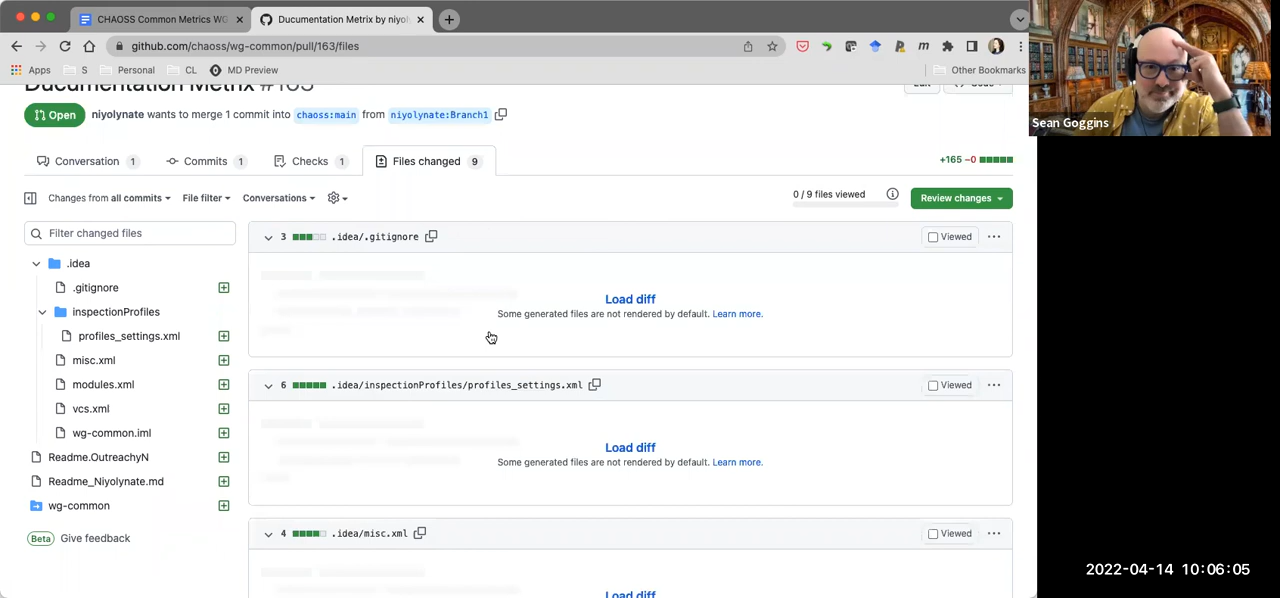 CHAOSS Common Metrics WG
Ducumentation Metrix by niyoly
github.com/chaoss/wg-common/pull/163/files
Apps
S
Personal
CL
MD Preview
Other Bookmarks
Ducumentation Metrix #163
Edit
Code
Open
niyolynate wants to merge 1 commit into chaoss:main from niyolynate:Branch1
Conversation 1
Commits 1
Checks 1
Files changed 9
+165 −0
Changes from all commits
File filter
Conversations
0 / 9 files viewed
Review changes
Filter changed files
.idea
.gitignore
inspectionProfiles
profiles_settings.xml
misc.xml
modules.xml
vcs.xml
wg-common.iml
Readme.OutreachyN
Readme_Niyolynate.md
wg-common
Beta
Give feedback
3 .idea/.gitignore
Viewed
Load diff
Some generated files are not rendered by default. Learn more.
6 .idea/inspectionProfiles/profiles_settings.xml
Viewed
Load diff
Some generated files are not rendered by default. Learn more.
4 .idea/misc.xml
Viewed
Load diff
Sean Goggins
2022-04-14 10:06:05